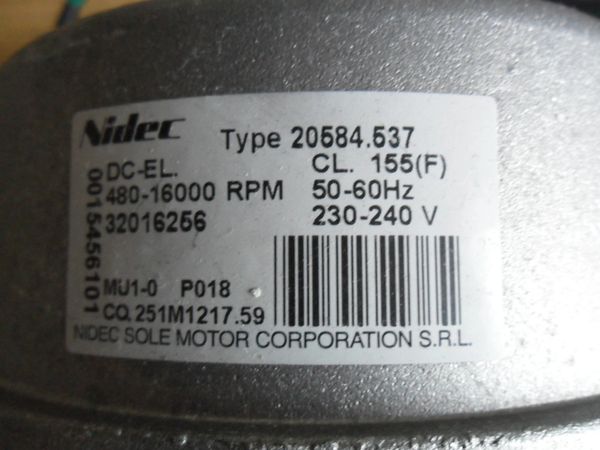 Nidec Type 20584.537
DC-EL. CL. 155(F)
480-16000 RPM 50-60Hz
32016256 230-240 V
0015456101
MU1-0 P018
CO.251M1217.59
NIDEC SOLE MOTOR CORPORATION S.R.L.